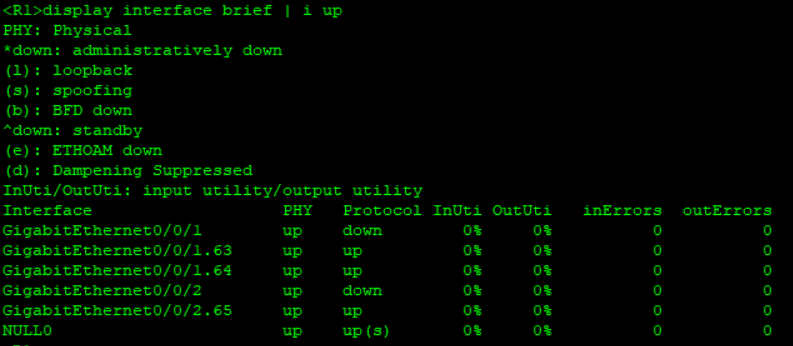 <R1>display interface brief | i up
PHY: Physical
*down: administratively down
(l): loopback
(s): spoofing
(b): BFD down
^down: standby
(e): ETHOAM down
(d): Dampening Suppressed
InUti/OutUti: input utility/output utility
Interface PHY Protocol InUti OutUti inErrors outErrors
GigabitEthernet0/0/1 up down 0% 0% 0 0
GigabitEthernet0/0/1.63 up up 0% 0% 0 0
GigabitEthernet0/0/1.64 up up 0% 0% 0 0
GigabitEthernet0/0/2 up down 0% 0% 0 0
GigabitEthernet0/0/2.65 up up 0% 0% 0 0
NULL0 up up(s) 0% 0% 0 0